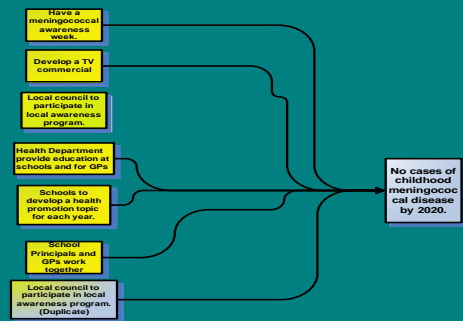 Have a
meningococcal
awareness
week.
Develop a TV
commercial
Local council to
participate in
local awareness
program.
Health Department
provide education at
schools and for GPs
Schools to
develop a health
promotion topic
for each year.
School
Principals and
GPs work
together
Local council to
participate in local
awareness program.
(Duplicate)
No cases of
childhood
meningococ
cal disease
by 2020.